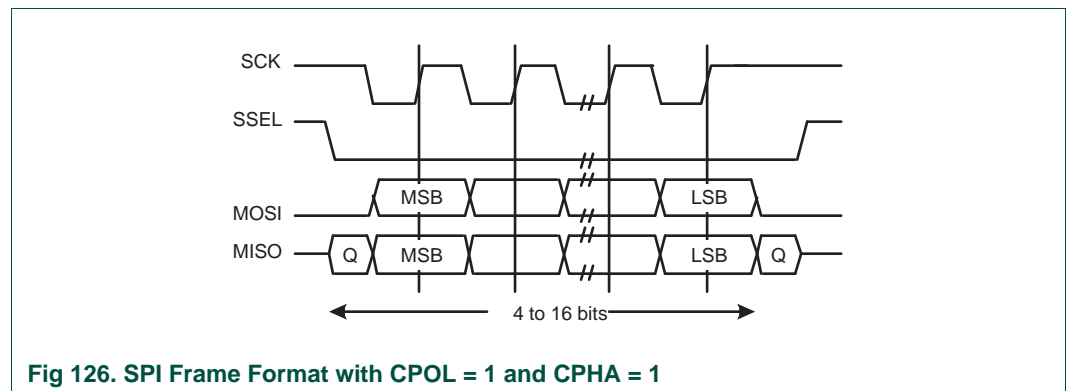 SCK
SSEL
MOSI MSB LSB
MISO Q MSB LSB Q
4 to 16 bits
Fig 126. SPI Frame Format with CPOL = 1 and CPHA = 1